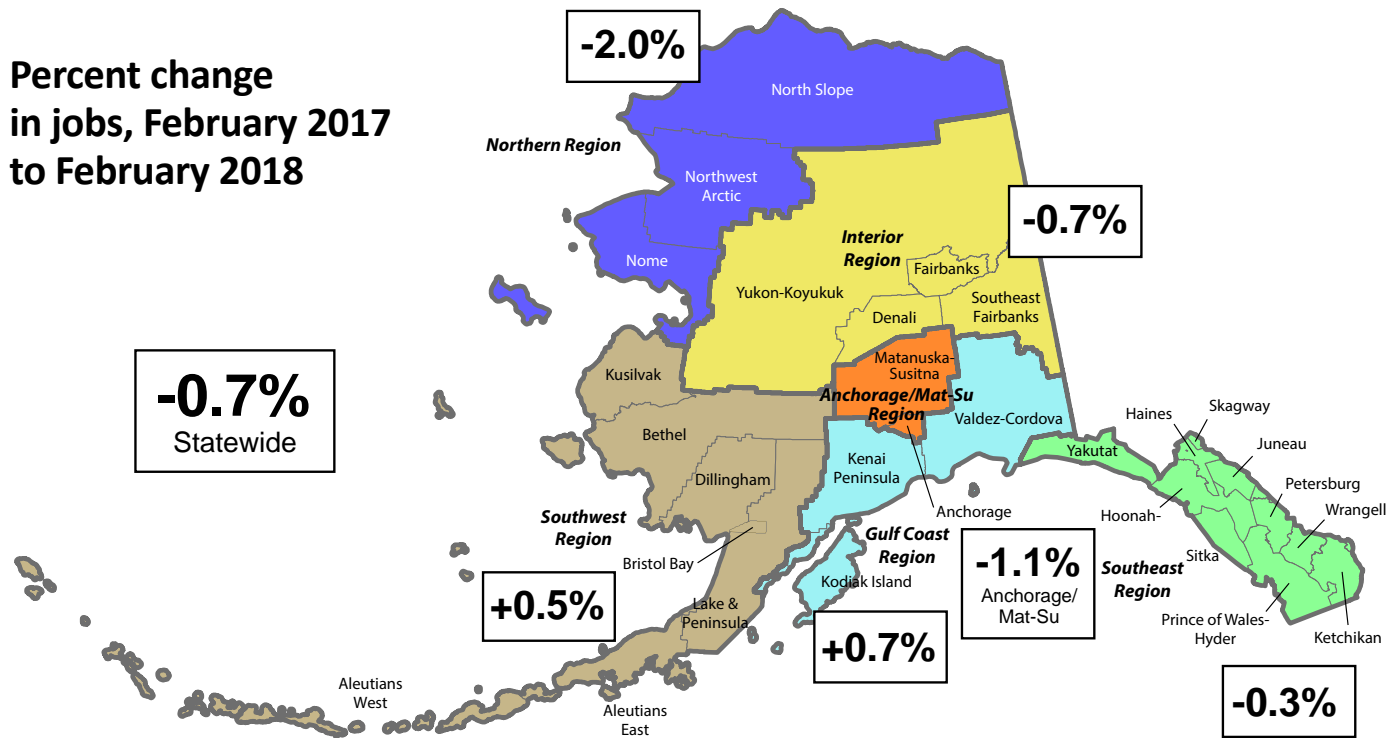 Percent change
in jobs, February 2017
to February 2018
-2.0%
North Slope
Northern Region
Northwest
Arctic
Nome
-0.7%
Interior
Region
Fairbanks
Yukon-Koyukuk
Southeast
Fairbanks
Denali
-0.7%
Statewide
Kusilvak
Bethel
Dillingham
Southwest
Region
Bristol Bay
+0.5%
Lake &
Peninsula
Aleutians
West
Aleutians
East
Matanuska-
Susitna
Anchorage/Mat-Su
Region
Valdez-Cordova
Kenai
Peninsula
Anchorage
Gulf Coast
Region
Kodiak Island
+0.7%
-1.1%
Anchorage/
Mat-Su
Yakutat
Haines
Skagway
Juneau
Petersburg
Wrangell
Hoonah-
Sitka
Southeast
Region
Prince of Wales-
Hyder
Ketchikan
-0.3%